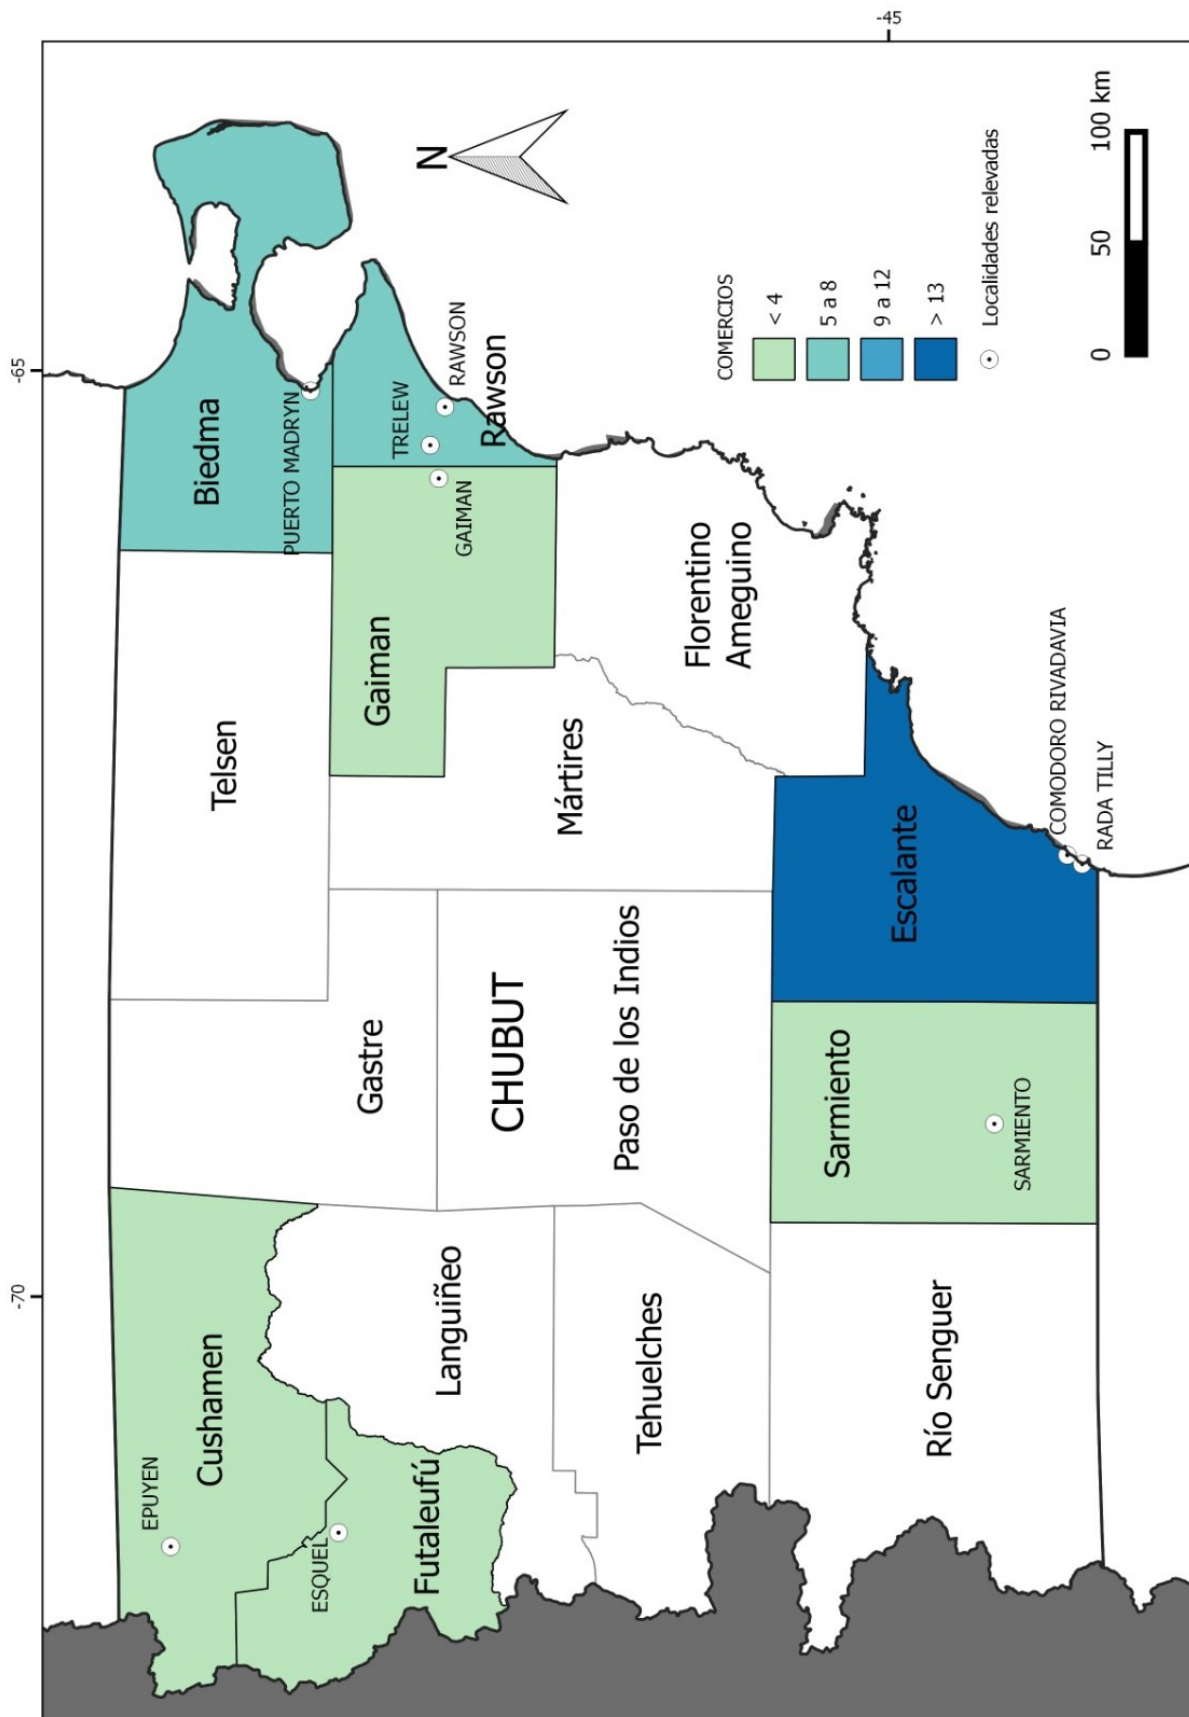 -70
-65
-45
EPUYEN
Cushamen
ESQUEL
Futaleufú
Languiñeo
Tehuelches
Río Senguer
Gastre
CHUBUT
Paso de los Indios
Sarmiento
SARMIENTO
Telsen
Mártires
Escalante
Gaiman
GAIMAN
Biedma
PUERTO MADRYN
TRELEW
RAWSON
Rawson
Florentino
Ameguino
COMODORO RIVADAVIA
RADA TILLY
N
COMERCIOS
< 4
5 a 8
9 a 12
> 13
Localidades relevadas
0 50 100 km